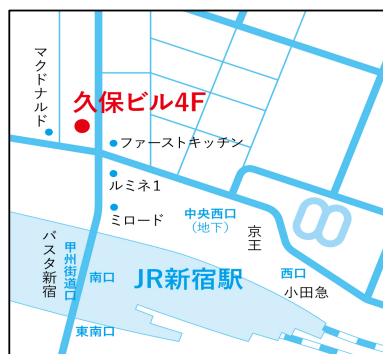 マクドナルド
久保ビル4F
ファーストキッチン
ルミネ1
ミロード
中央西口
(地下)
京王
バスタ新宿
甲州街道口
南口
JR新宿駅
西口
小田急
東南口